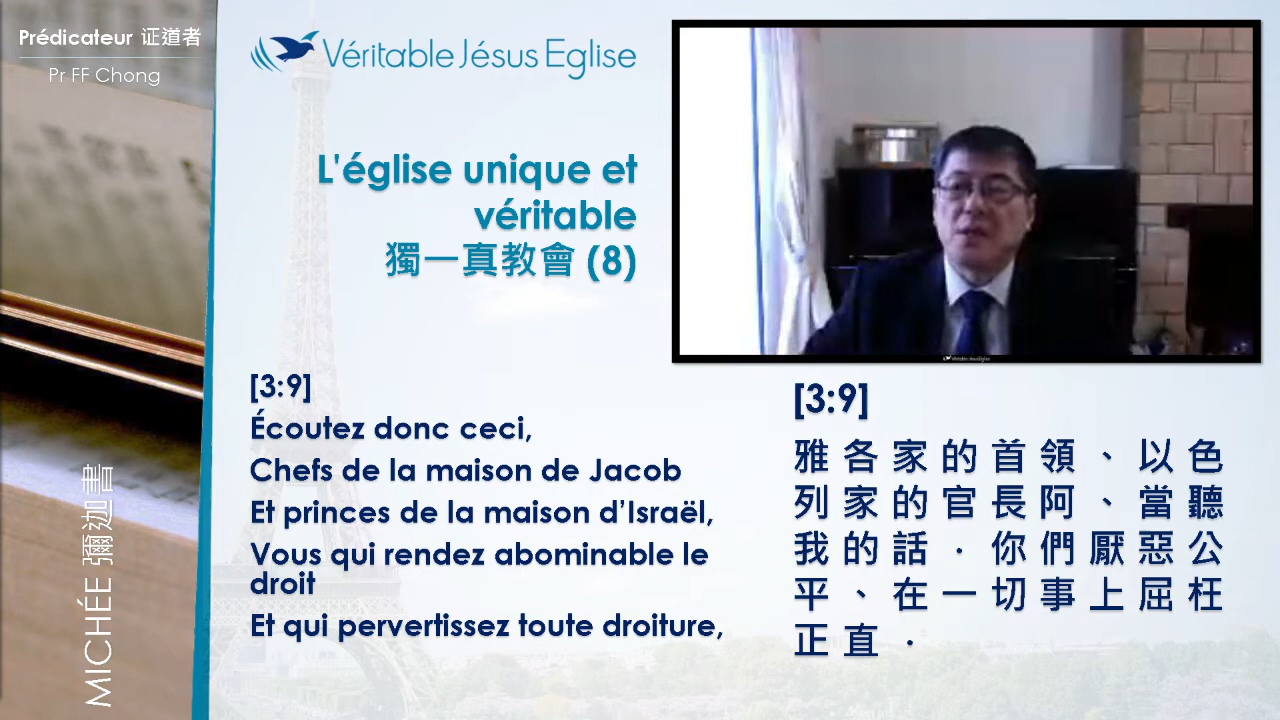 Prédicateur 证道者
Pr FF Chong
Véritable Jésus Eglise
L'église unique et
véritable
獨一真教會 (8)
[3:9]
Écoutez donc ceci,
Chefs de la maison de Jacob
Et princes de la maison d’Israël,
Vous qui rendez abominable le
droit
Et qui pervertissez toute droiture,
[3:9]
雅各家的首領、以色
列家的官長阿、當聽
我的話．你們厭惡公
平、在一切事上屈枉
正直．
MICHÉE 彌迦書
Véritable Jésus Eglise